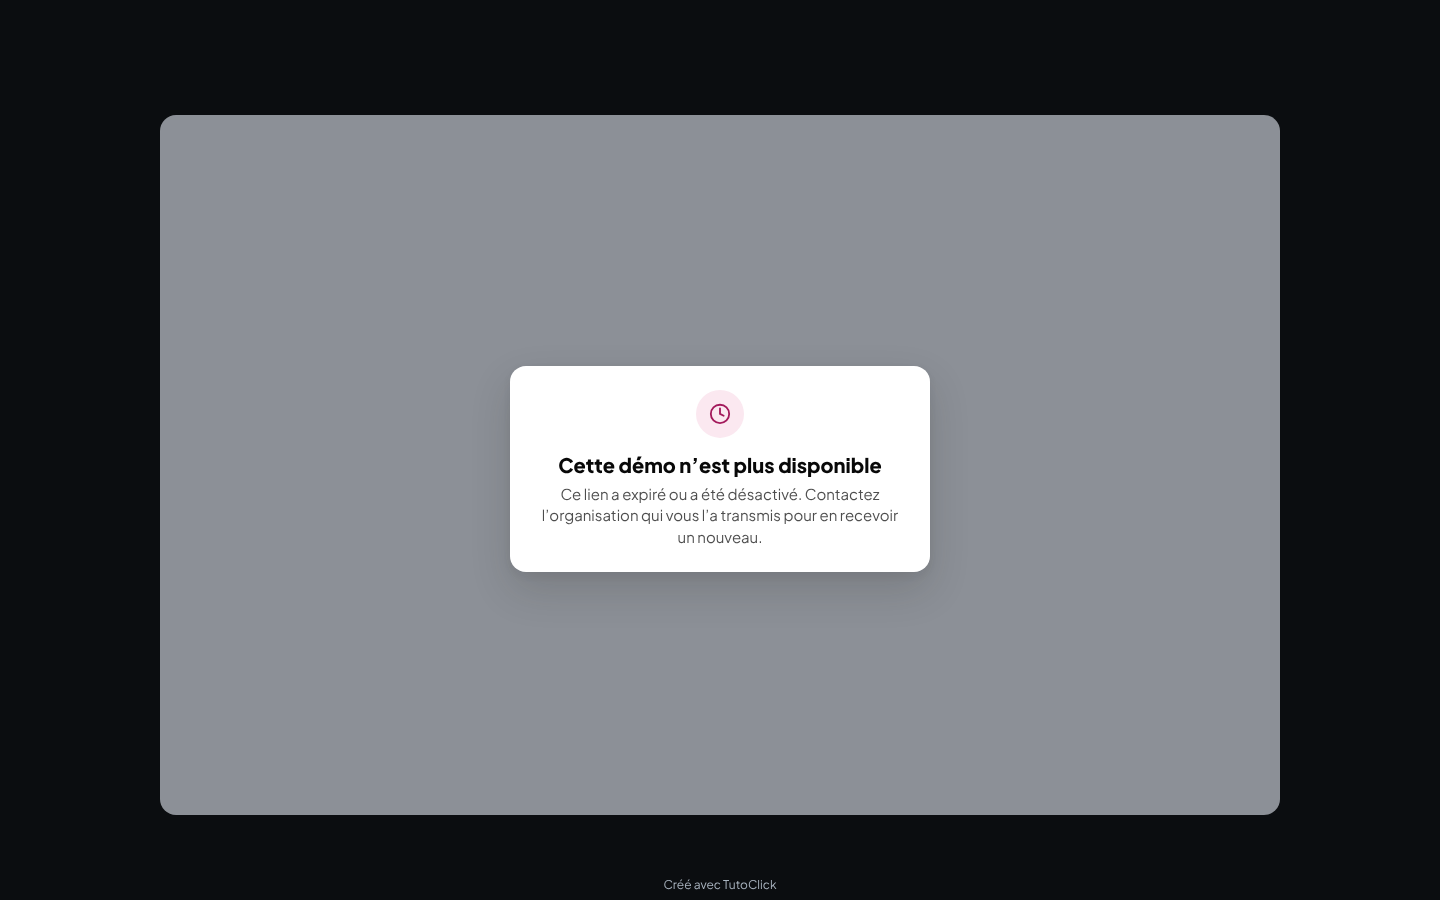 Cette démo n’est plus disponible
Ce lien a expiré ou a été désactivé. Contactez
l’organisation qui vous l’a transmis pour en recevoir
un nouveau.
Créé avec TutoClick